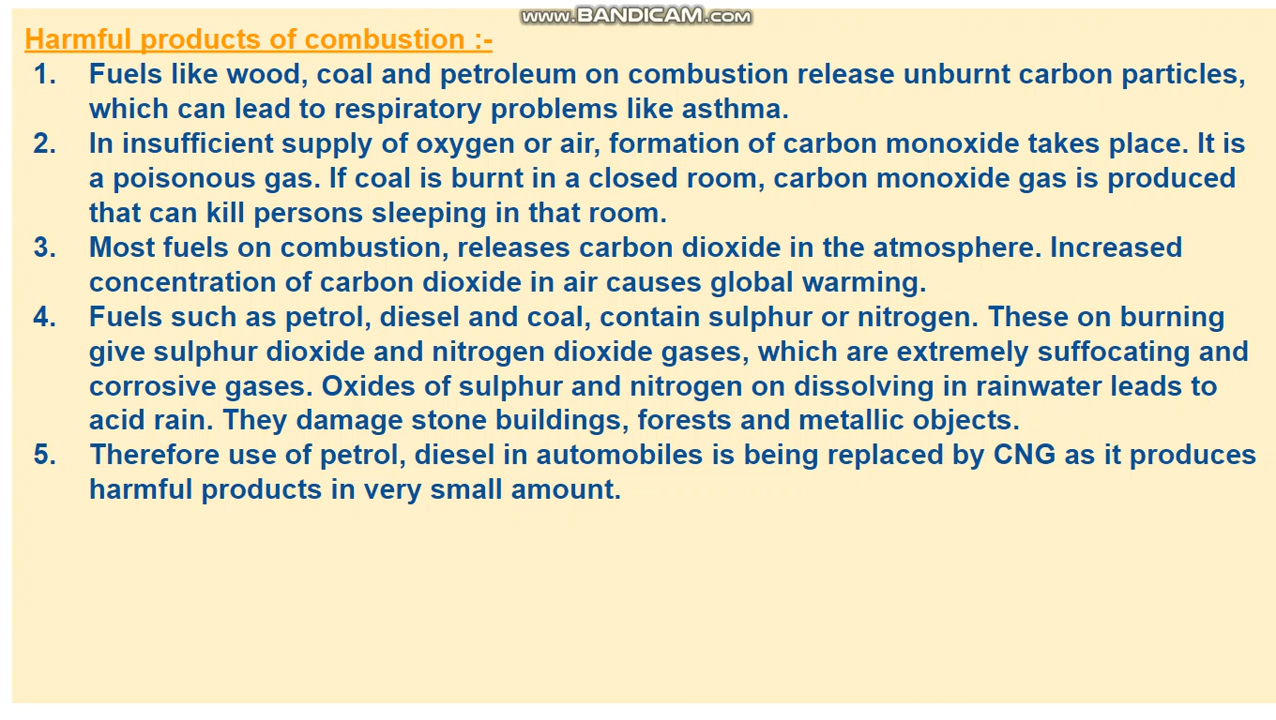 www.BANDICAM.com
Harmful products of combustion :-
1. Fuels like wood, coal and petroleum on combustion release unburnt carbon particles,
which can lead to respiratory problems like asthma.
2. In insufficient supply of oxygen or air, formation of carbon monoxide takes place. It is
a poisonous gas. If coal is burnt in a closed room, carbon monoxide gas is produced
that can kill persons sleeping in that room.
3. Most fuels on combustion, releases carbon dioxide in the atmosphere. Increased
concentration of carbon dioxide in air causes global warming.
4. Fuels such as petrol, diesel and coal, contain sulphur or nitrogen. These on burning
give sulphur dioxide and nitrogen dioxide gases, which are extremely suffocating and
corrosive gases. Oxides of sulphur and nitrogen on dissolving in rainwater leads to
acid rain. They damage stone buildings, forests and metallic objects.
5. Therefore use of petrol, diesel in automobiles is being replaced by CNG as it produces
harmful products in very small amount.